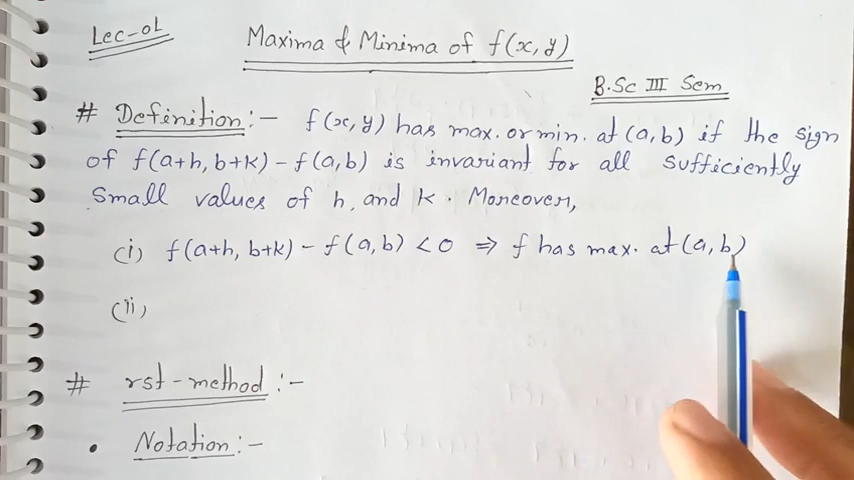 Lec-01
Maxima & Minima of f(x, y)
B.Sc III Sem
# Definition :- f(x, y) has max. or min. at (a, b) if the sign
of f(a+h, b+k) - f(a, b) is invariant for all sufficiently
small values of h and k. Moreover,
(i) f(a+h, b+k) - f(a, b) < 0 ⇒ f has max. at (a, b)
(ii)
# rst-method :-
• Notation :-